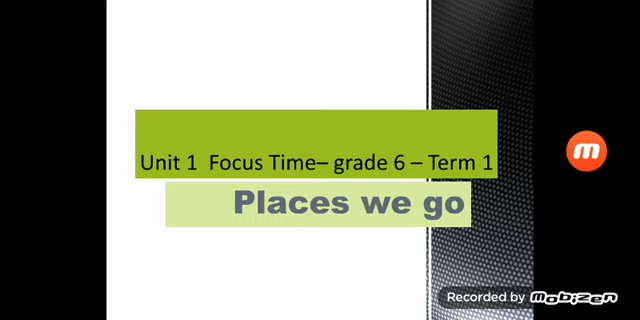 Unit 1 Focus Time– grade 6 – Term 1
Places we go
Recorded by mobizen